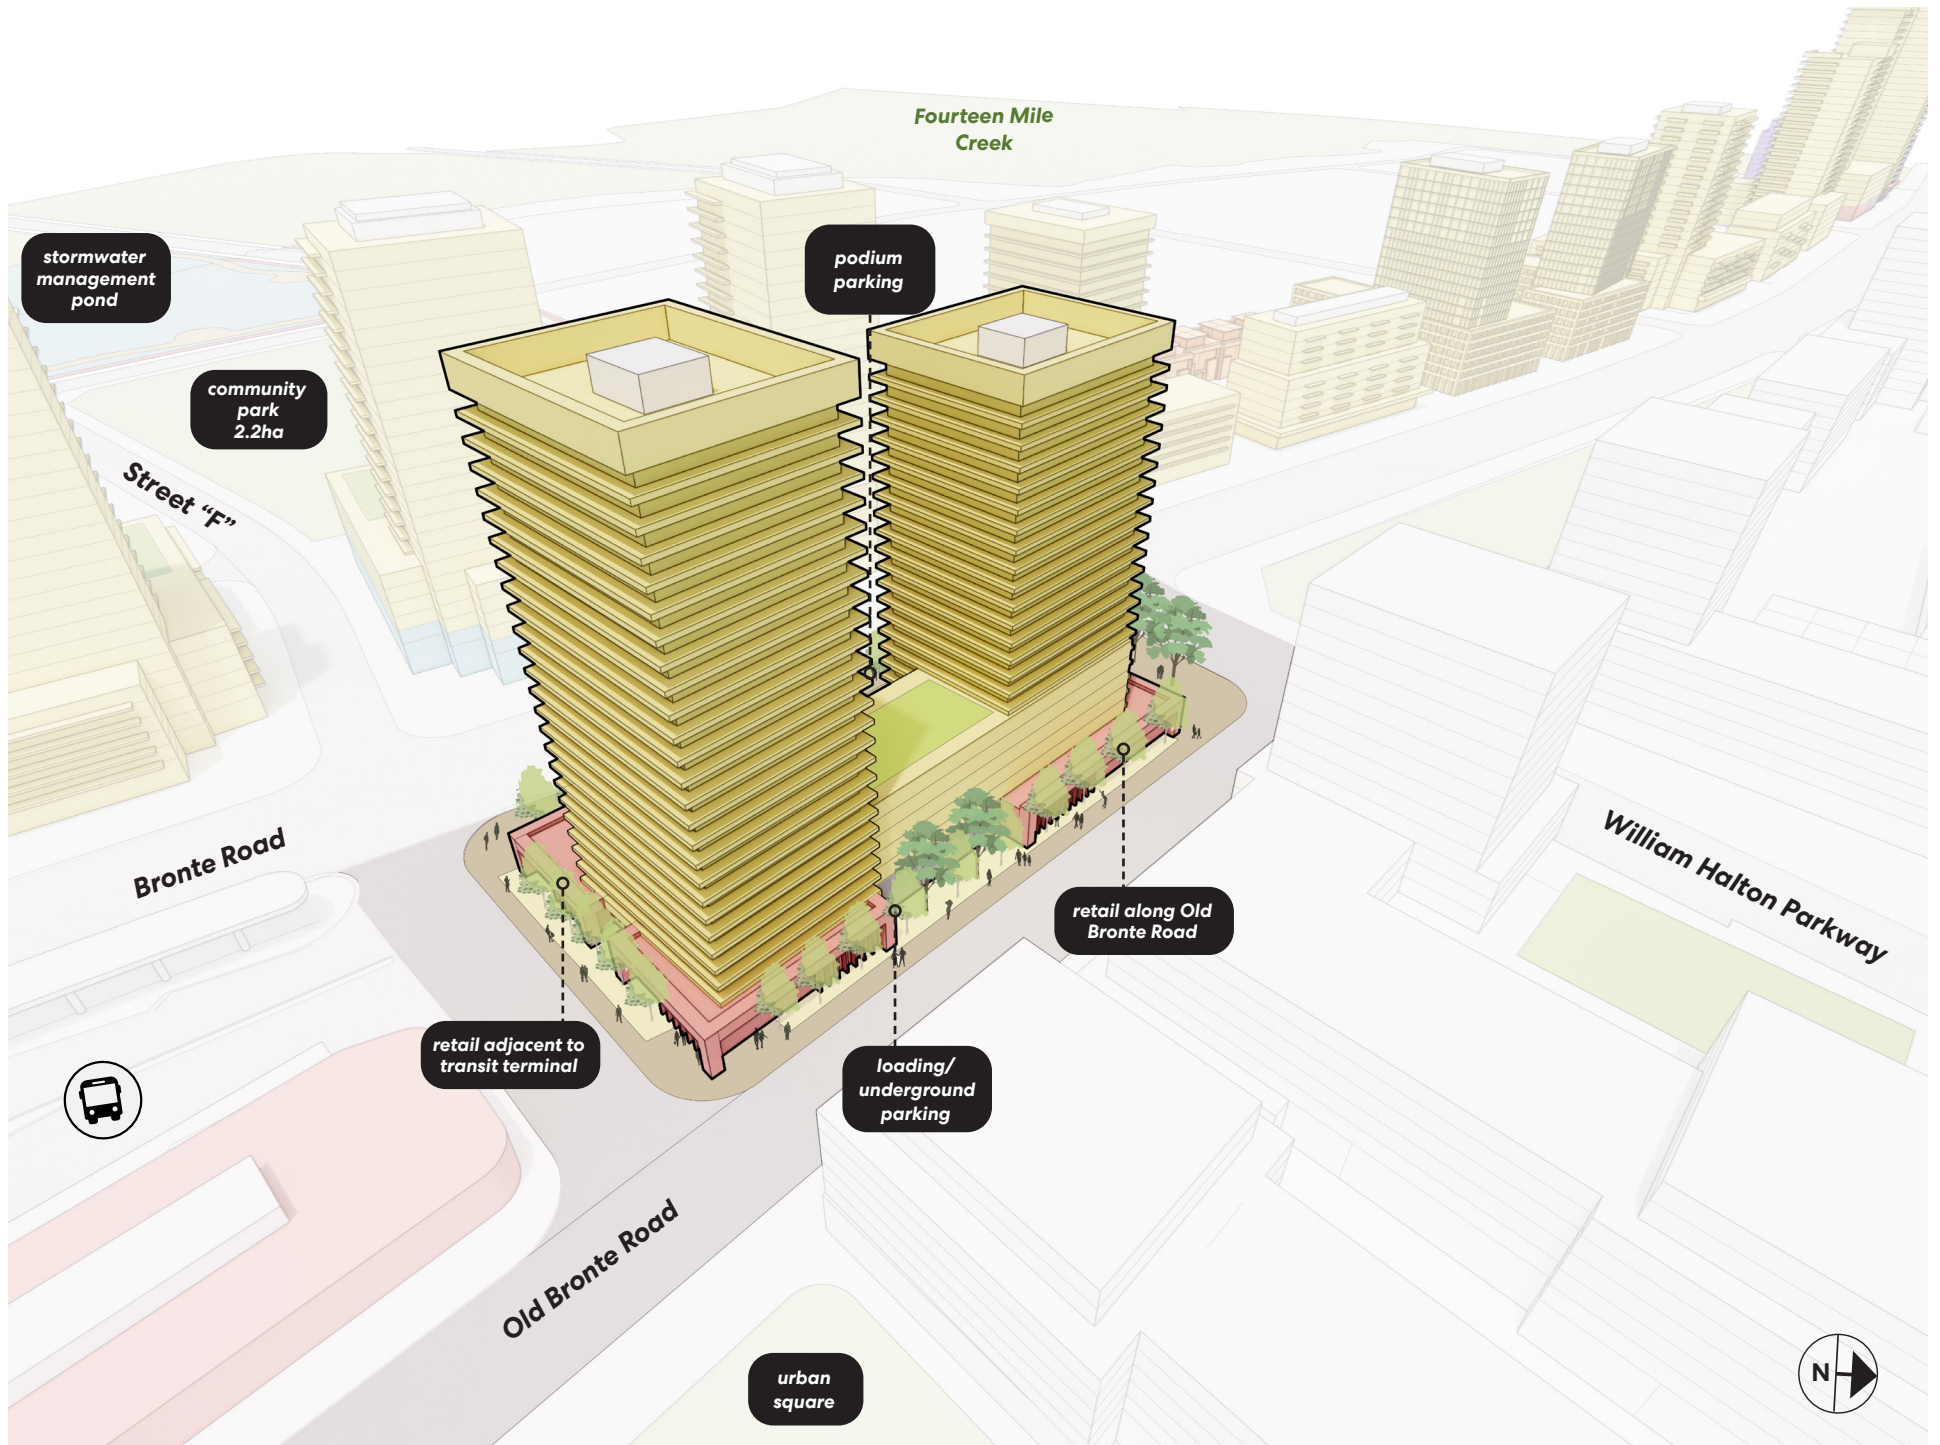 Fourteen Mile
Creek
stormwater
management
pond
podium
parking
community
park
2.2ha
Street “F”
Bronte Road
William Halton Parkway
retail along Old
Bronte Road
retail adjacent to
transit terminal
loading/
underground
parking
Old Bronte Road
urban
square
N